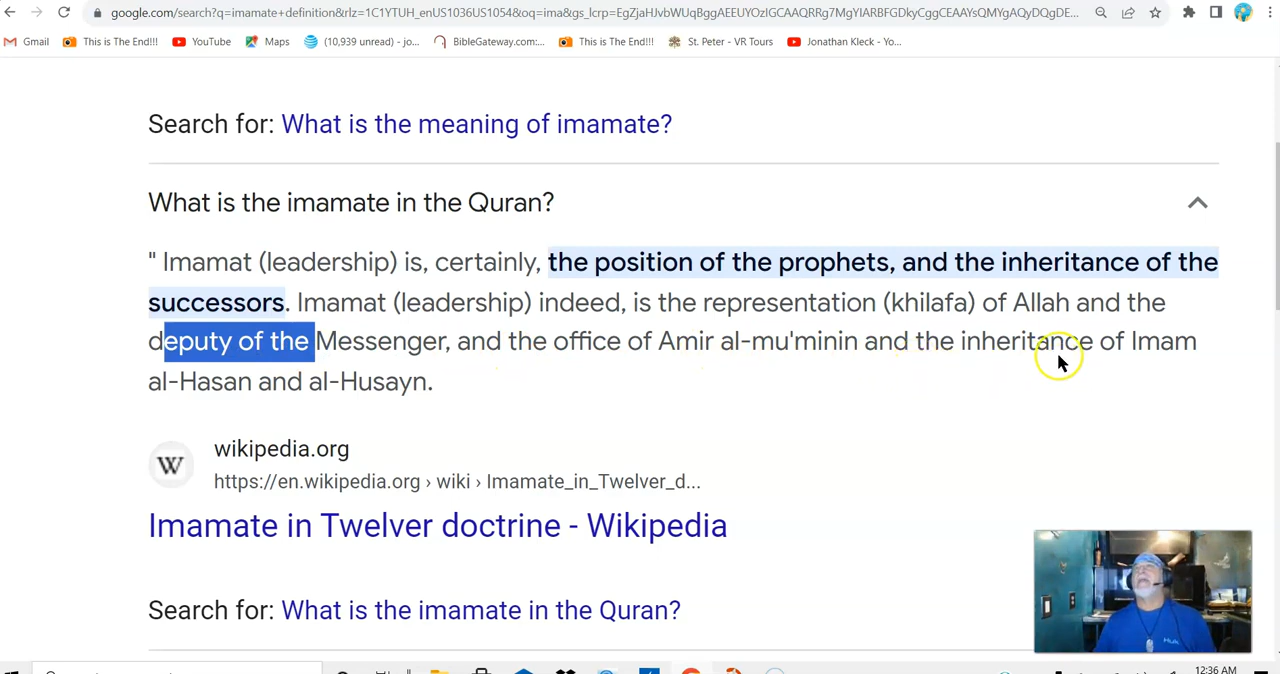 google.com/search?q=imamate+definition&rlz=1C1YTUH_enUS1036US1054&oq=ima&gs_lcrp=EgZjaHJvbWUqBggAEEUYOzIGCAAQRRg7MgYIARBFGDkyCggCEAAYsQMYgAQyDQgDE...
Gmail This is The End!!! YouTube Maps (10,939 unread) - jo... BibleGateway.com:... This is The End!!! St. Peter - VR Tours Jonathan Kleck - Yo...
Search for: What is the meaning of imamate?
What is the imamate in the Quran?
" Imamat (leadership) is, certainly, the position of the prophets, and the inheritance of the
successors. Imamat (leadership) indeed, is the representation (khilafa) of Allah and the
deputy of the Messenger, and the office of Amir al-mu'minin and the inheritance of Imam
al-Hasan and al-Husayn.
W wikipedia.org
https://en.wikipedia.org › wiki › Imamate_in_Twelver_d...
Imamate in Twelver doctrine - Wikipedia
Search for: What is the imamate in the Quran?
12:36 AM